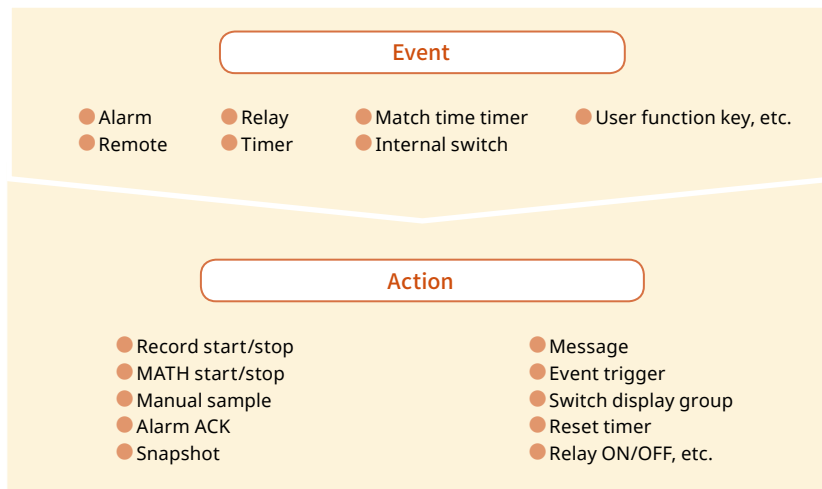 Event
Alarm
Remote
Relay
Timer
Match time timer
Internal switch
User function key, etc.
Action
Record start/stop
MATH start/stop
Manual sample
Alarm ACK
Snapshot
Message
Event trigger
Switch display group
Reset timer
Relay ON/OFF, etc.